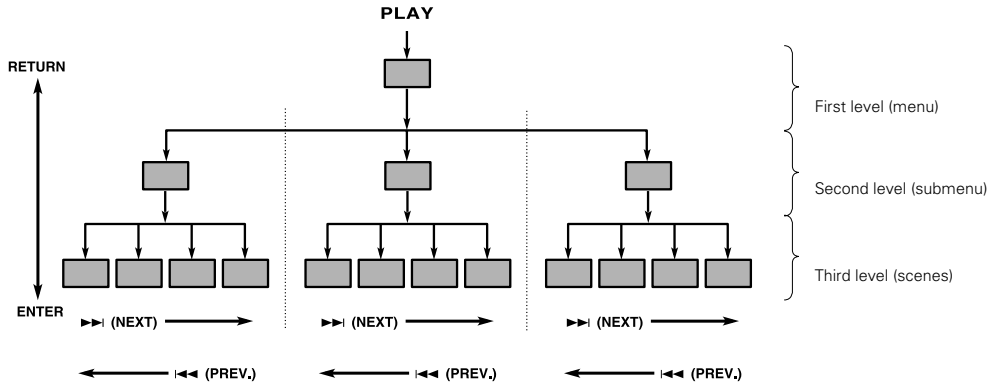 PLAY
RETURN
First level (menu)
Second level (submenu)
Third level (scenes)
ENTER
▶▶| (NEXT) ▶▶| (NEXT) ▶▶| (NEXT)
|◀◀ (PREV.) |◀◀ (PREV.) |◀◀ (PREV.)